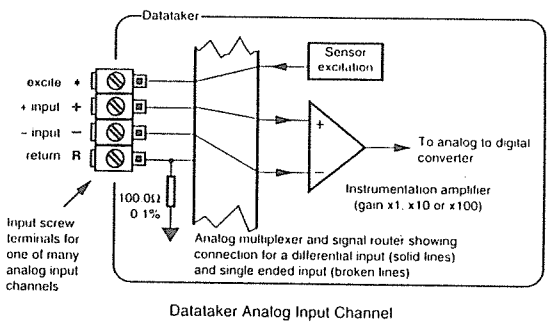 Datataker
Sensor
excitation
excite *
+ input +
− input −
return R
+
−
To analog to digital
converter
100.0Ω
0.1%
Instrumentation amplifier
(gain x1, x10 or x100)
Input screw
terminals for
one of many
analog input
channels
Analog multiplexer and signal router showing
connection for a differential input (solid lines)
and single ended input (broken lines)
Datataker Analog Input Channel